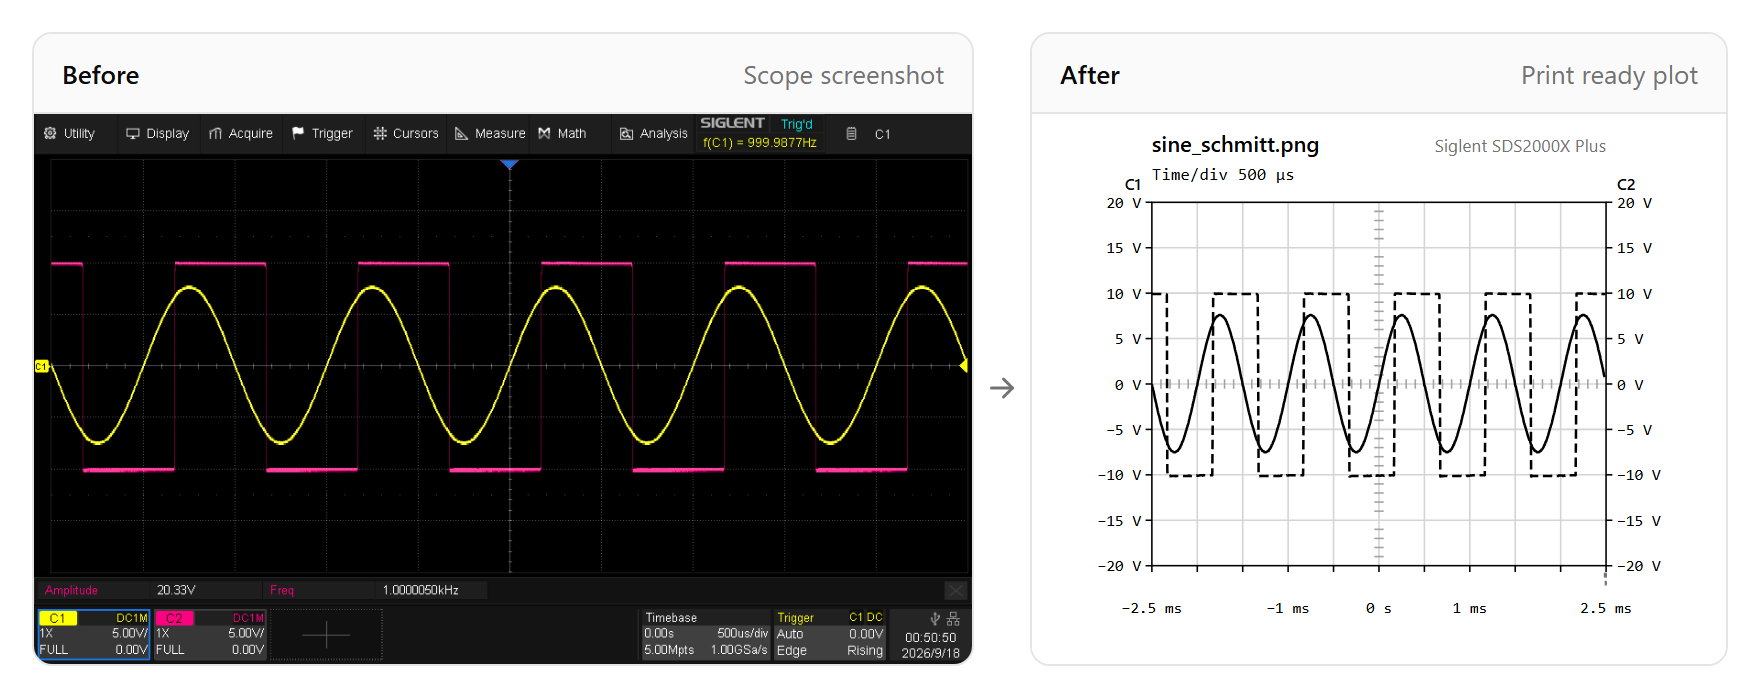 Before
Scope screenshot
Utility
Display
Acquire
Trigger
Cursors
Measure
Math
Analysis
SIGLENT
Trig'd
f(C1) = 999.9877Hz
C1
C1
Amplitude
20.33V
Freq
1.0000050kHz
C1 DC1M
1X 5.00V/
FULL 0.00V
C2 DC1M
1X 5.00V/
FULL 0.00V
Timebase
0.00s 500us/div
5.00Mpts 1.00GSa/s
Trigger C1 DC
Auto 0.00V
Edge Rising
00:50:50
2026/9/18
After
Print ready plot
sine_schmitt.png
Siglent SDS2000X Plus
Time/div 500 µs
C1
C2
20 V 20 V
15 V 15 V
10 V 10 V
5 V 5 V
0 V 0 V
−5 V −5 V
−10 V −10 V
−15 V −15 V
−20 V −20 V
−2.5 ms −1 ms 0 s 1 ms 2.5 ms